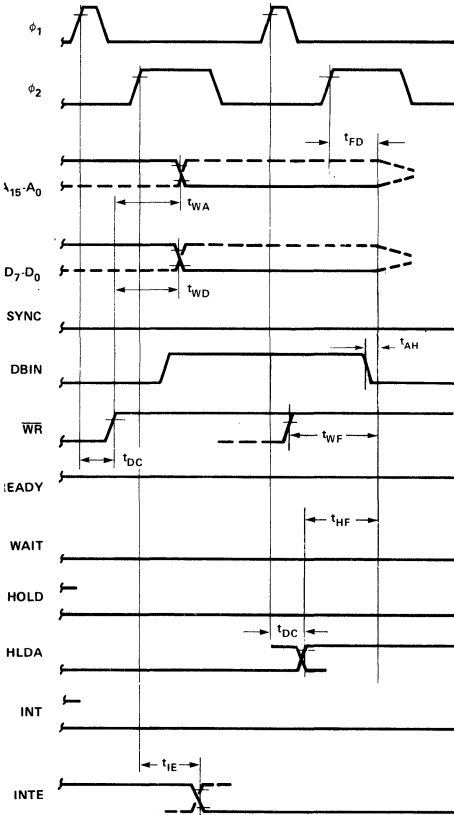 ϕ1
ϕ2
tFD
A15-A0
tWA
D7-D0
tWD
SYNC
tAH
DBIN
WR
tWF
tDC
EADY
tHF
WAIT
HOLD
tDC
HLDA
INT
tIE
INTE